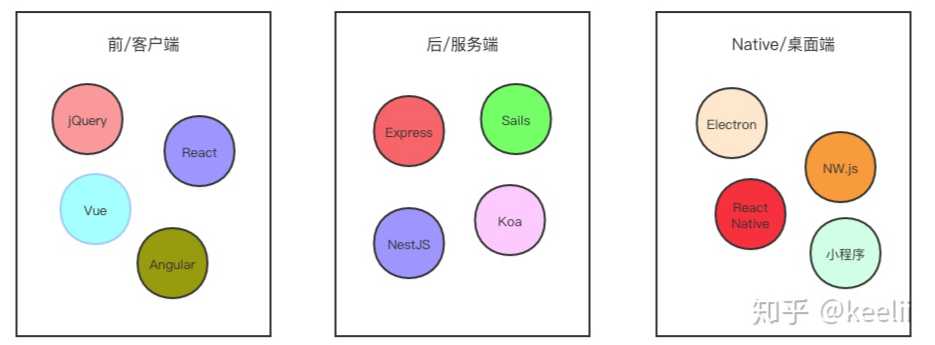 前/客户端
jQuery
React
Vue
Angular
后/服务端
Express
Sails
NestJS
Koa
Native/桌面端
Electron
NW.js
React
Native
小程序
知乎 @keelii